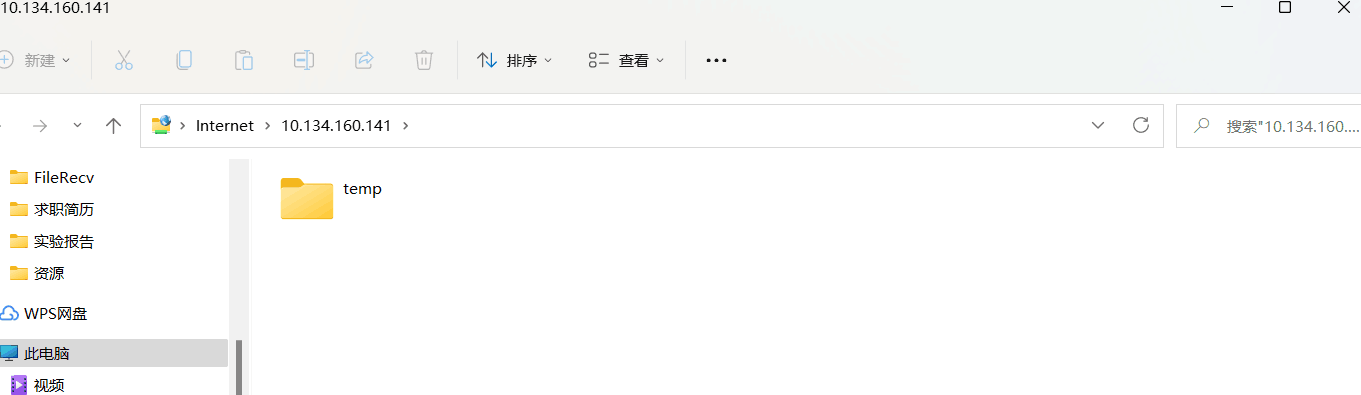 10.134.160.141
新建
排序
查看
Internet
10.134.160.141
搜索"10.134.160....
FileRecv
temp
求职简历
实验报告
资源
WPS网盘
此电脑
视频